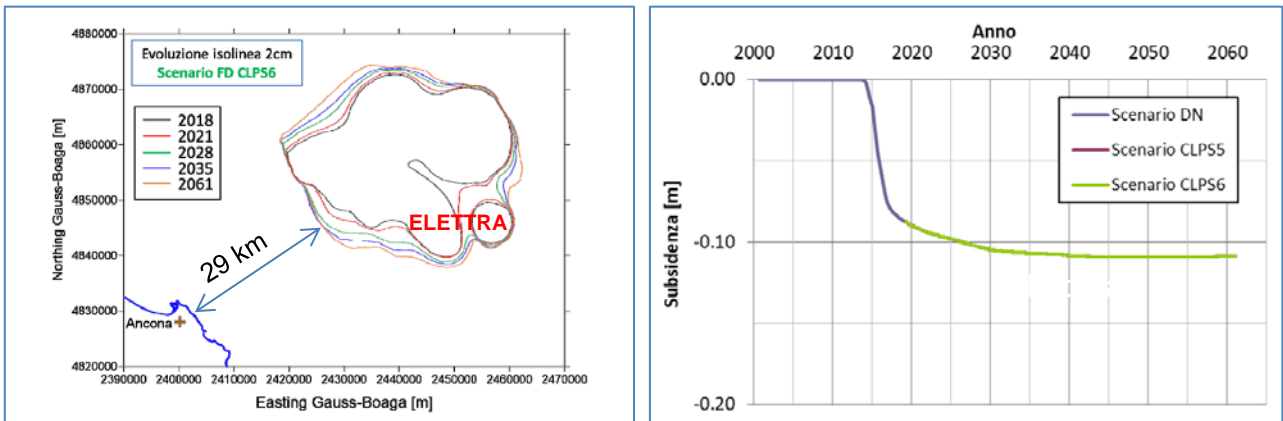 Evoluzione isolinea 2cm
Scenario FD CLPS6
2018
2021
2028
2035
2061
4880000
4870000
4860000
4850000
4840000
4830000
4820000
Northing Gauss-Boaga [m]
ELETTRA
29 km
Ancona
2390000 2400000 2410000 2420000 2430000 2440000 2450000 2460000 2470000
Easting Gauss-Boaga [m]
Anno
2000 2010 2020 2030 2040 2050 2060
0.00
-0.10
-0.20
Subsidenza [m]
Scenario DN
Scenario CLPS5
Scenario CLPS6